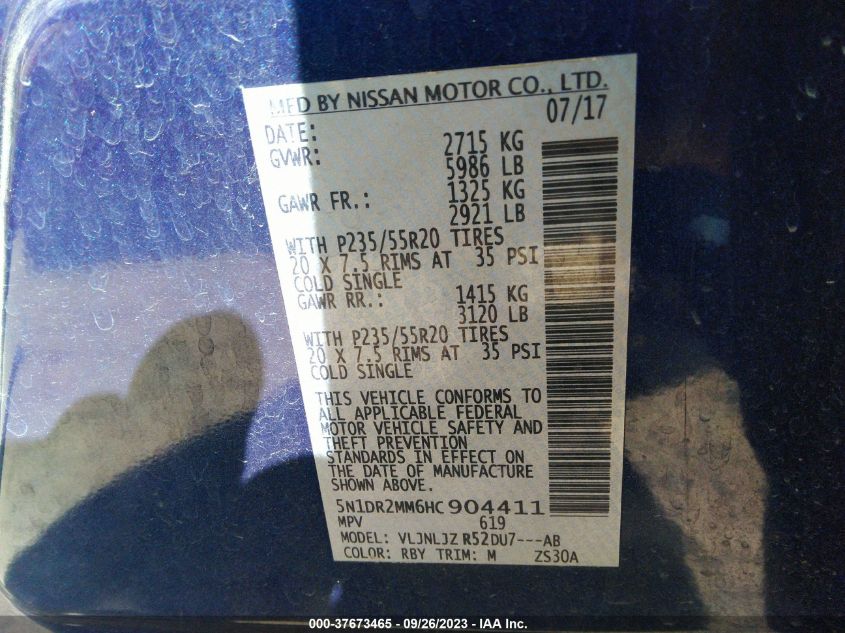 MFD BY NISSAN MOTOR CO., LTD.
DATE: 07/17
GVWR: 2715 KG
5986 LB
GAWR FR.: 1325 KG
2921 LB
WITH P235/55R20 TIRES
20 X 7.5 RIMS AT 35 PSI
COLD SINGLE
GAWR RR.: 1415 KG
3120 LB
WITH P235/55R20 TIRES
20 X 7.5 RIMS AT 35 PSI
COLD SINGLE
THIS VEHICLE CONFORMS TO
ALL APPLICABLE FEDERAL
MOTOR VEHICLE SAFETY AND
THEFT PREVENTION
STANDARDS IN EFFECT ON
THE DATE OF MANUFACTURE
SHOWN ABOVE.
5N1DR2MM6HC904411
MPV 619
MODEL: VLJNLJZ R52DU7---AB
COLOR: RBY TRIM: M ZS30A
000-37673465 - 09/26/2023 - IAA Inc.